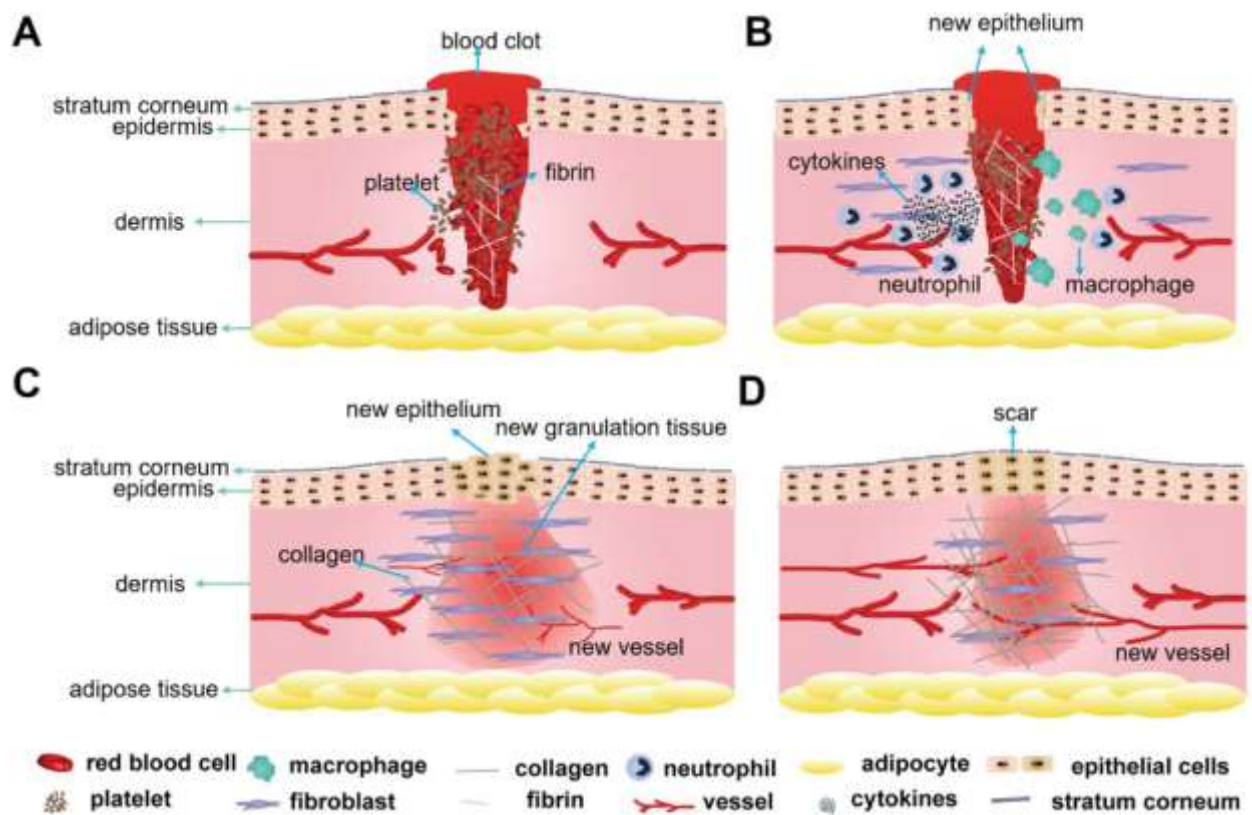 A
blood clot
stratum corneum
epidermis
platelet
fibrin
dermis
adipose tissue
B
new epithelium
cytokines
neutrophil
macrophage
C
new epithelium
new granulation tissue
stratum corneum
epidermis
collagen
dermis
new vessel
adipose tissue
D
scar
new vessel
red blood cell macrophage collagen neutrophil adipocyte epithelial cells
platelet fibroblast fibrin vessel cytokines stratum corneum